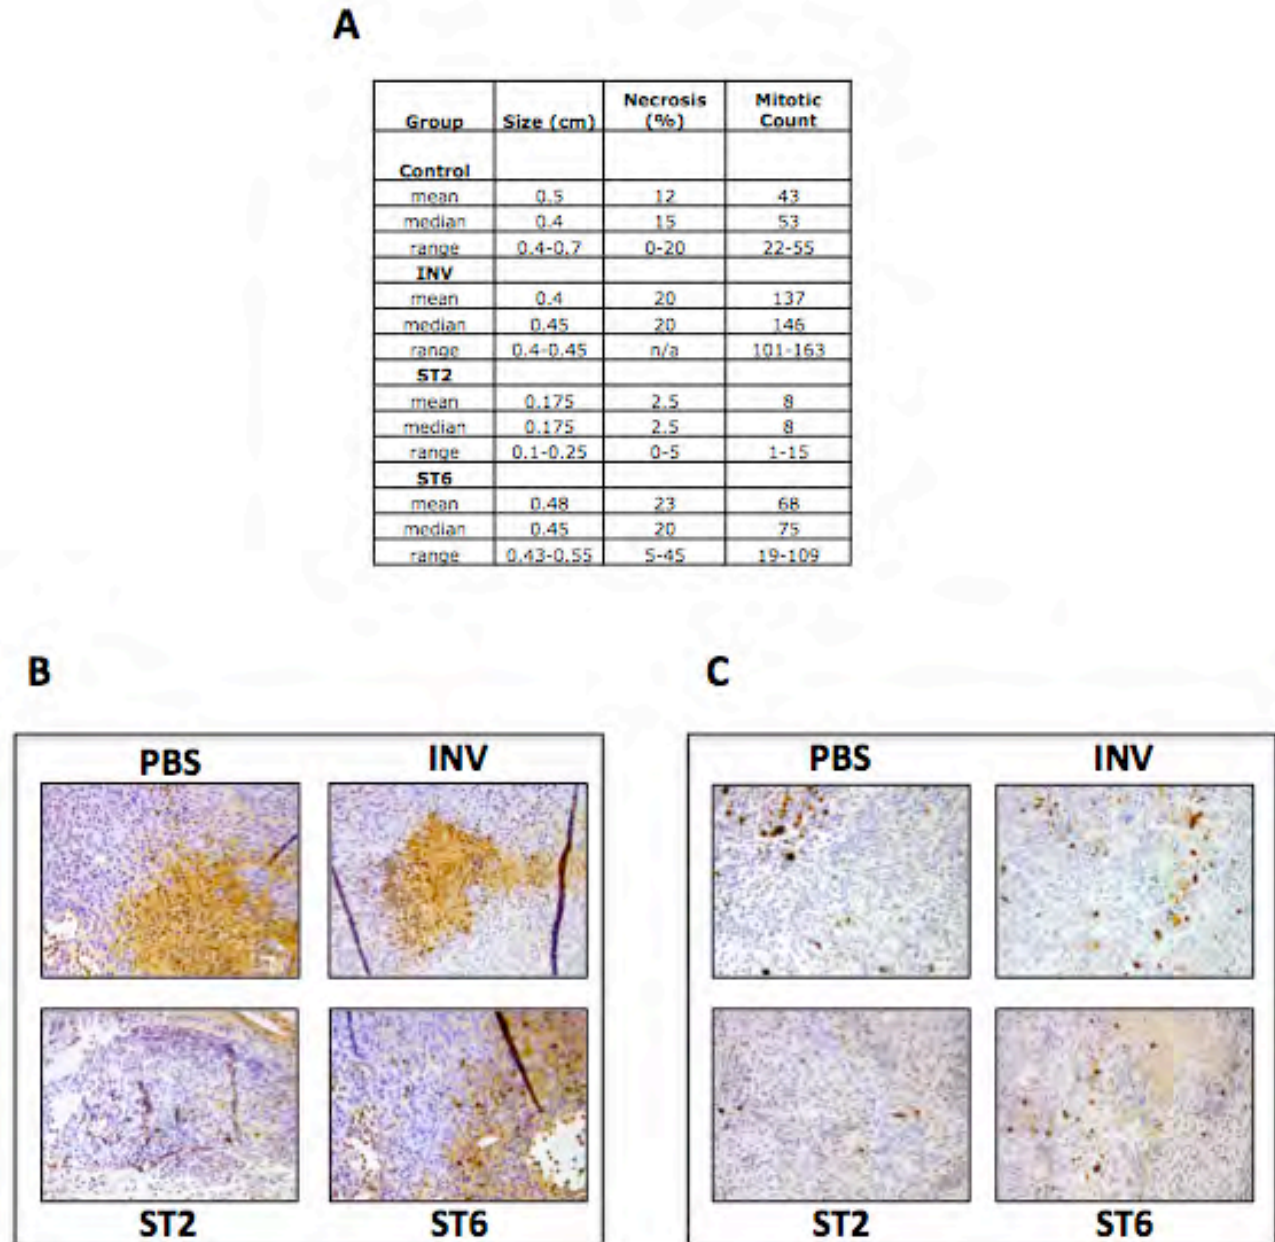 A
Group Size (cm) Necrosis (%) Mitotic Count
Control
mean 0.5 12 43
median 0.4 15 53
range 0.4-0.7 0-20 22-55
INV
mean 0.4 20 137
median 0.45 20 146
range 0.4-0.45 n/a 101-163
ST2
mean 0.175 2.5 8
median 0.175 2.5 8
range 0.1-0.25 0-5 1-15
ST6
mean 0.48 23 68
median 0.45 20 75
range 0.43-0.55 5-45 19-109
B
PBS INV
ST2 ST6
C
PBS INV
ST2 ST6